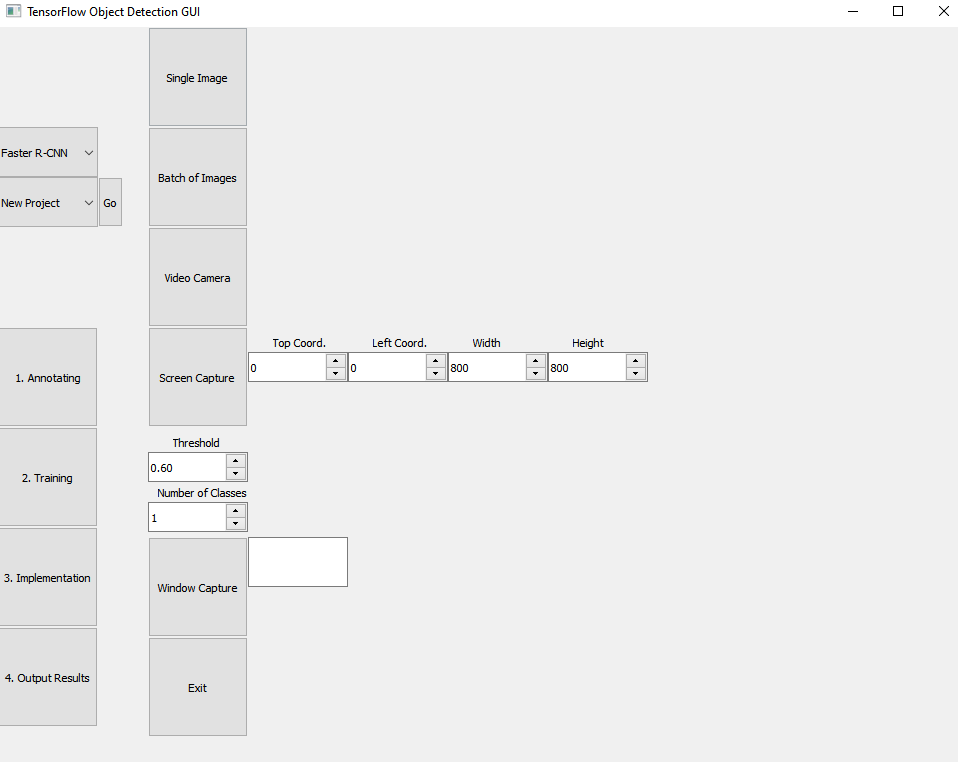 TensorFlow Object Detection GUI
Single Image
Faster R-CNN
Batch of Images
New Project
Go
Video Camera
1. Annotating
Screen Capture
Top Coord.
Left Coord.
Width
Height
0
0
800
800
Threshold
0.60
2. Training
Number of Classes
1
3. Implementation
Window Capture
4. Output Results
Exit